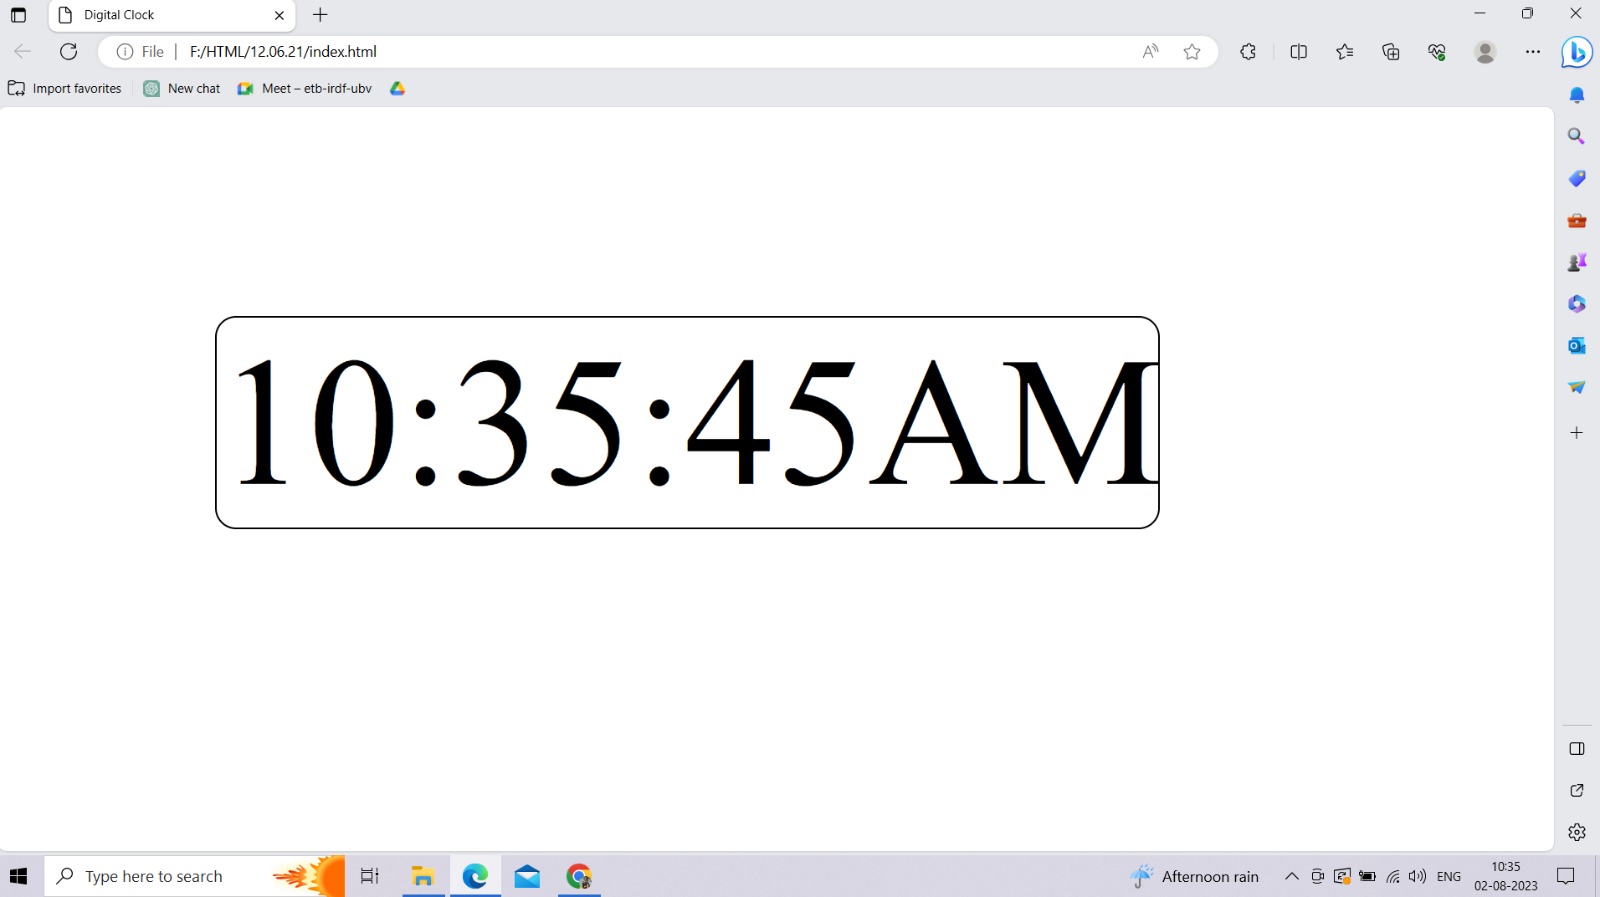 Digital Clock
File | F:/HTML/12.06.21/index.html
Import favorites New chat Meet – etb-irdf-ubv
10:35:45AM
Type here to search Afternoon rain ENG 10:35
02-08-2023